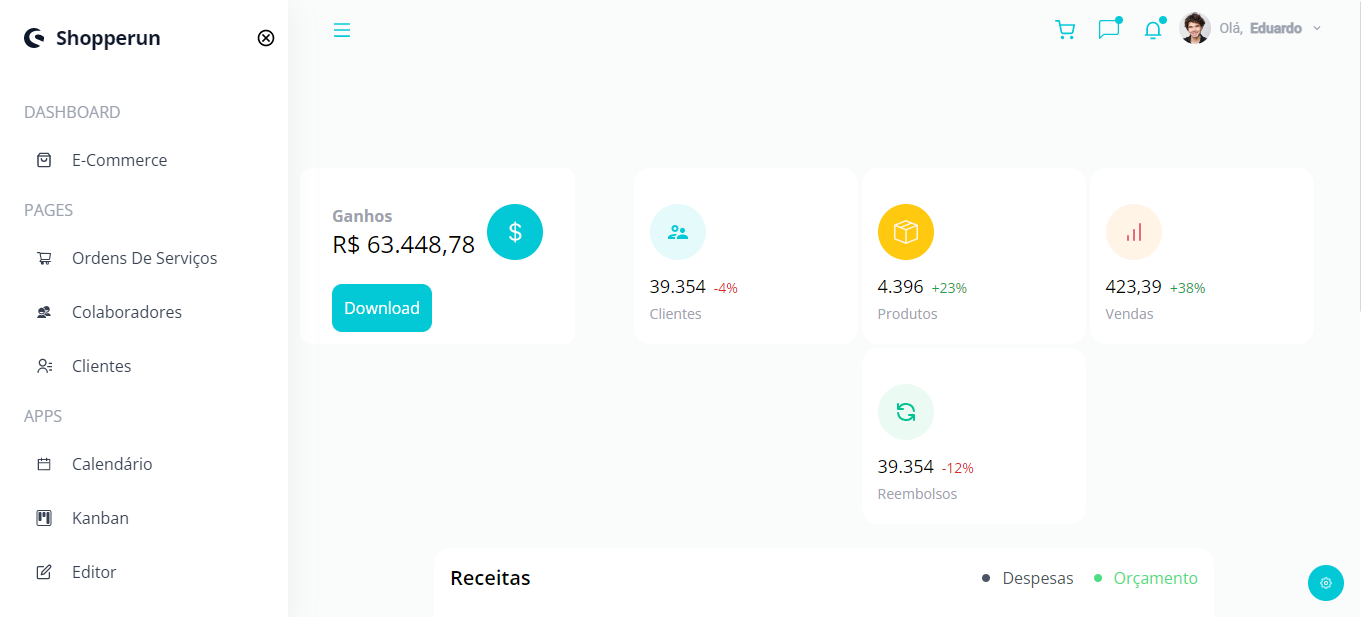 Shopperun
DASHBOARD
E-Commerce
PAGES
Ordens De Serviços
Colaboradores
Clientes
APPS
Calendário
Kanban
Editor
Olá, Eduardo
Ganhos
R$ 63.448,78
$
Download
39.354 -4%
Clientes
4.396 +23%
Produtos
423,39 +38%
Vendas
39.354 -12%
Reembolsos
Receitas
Despesas
Orçamento